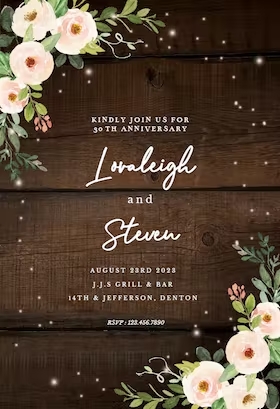 KINDLY JOIN US FOR
30TH ANNIVERSARY
Loraleigh
and
Steven
AUGUST 23RD 2023
J.J.S GRILL & BAR
14TH & JEFFERSON, DENTON
RSVP : 123.456.7890